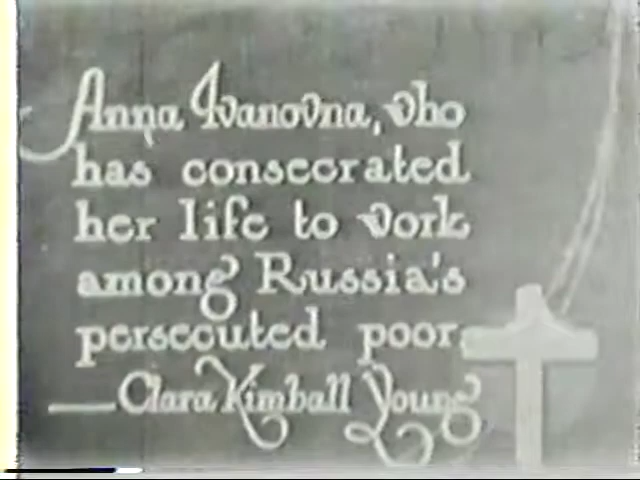 Anna Ivanovna, who
has consecrated
her life to work
among Russia's
persecuted poor.
—Clara Kimball Young